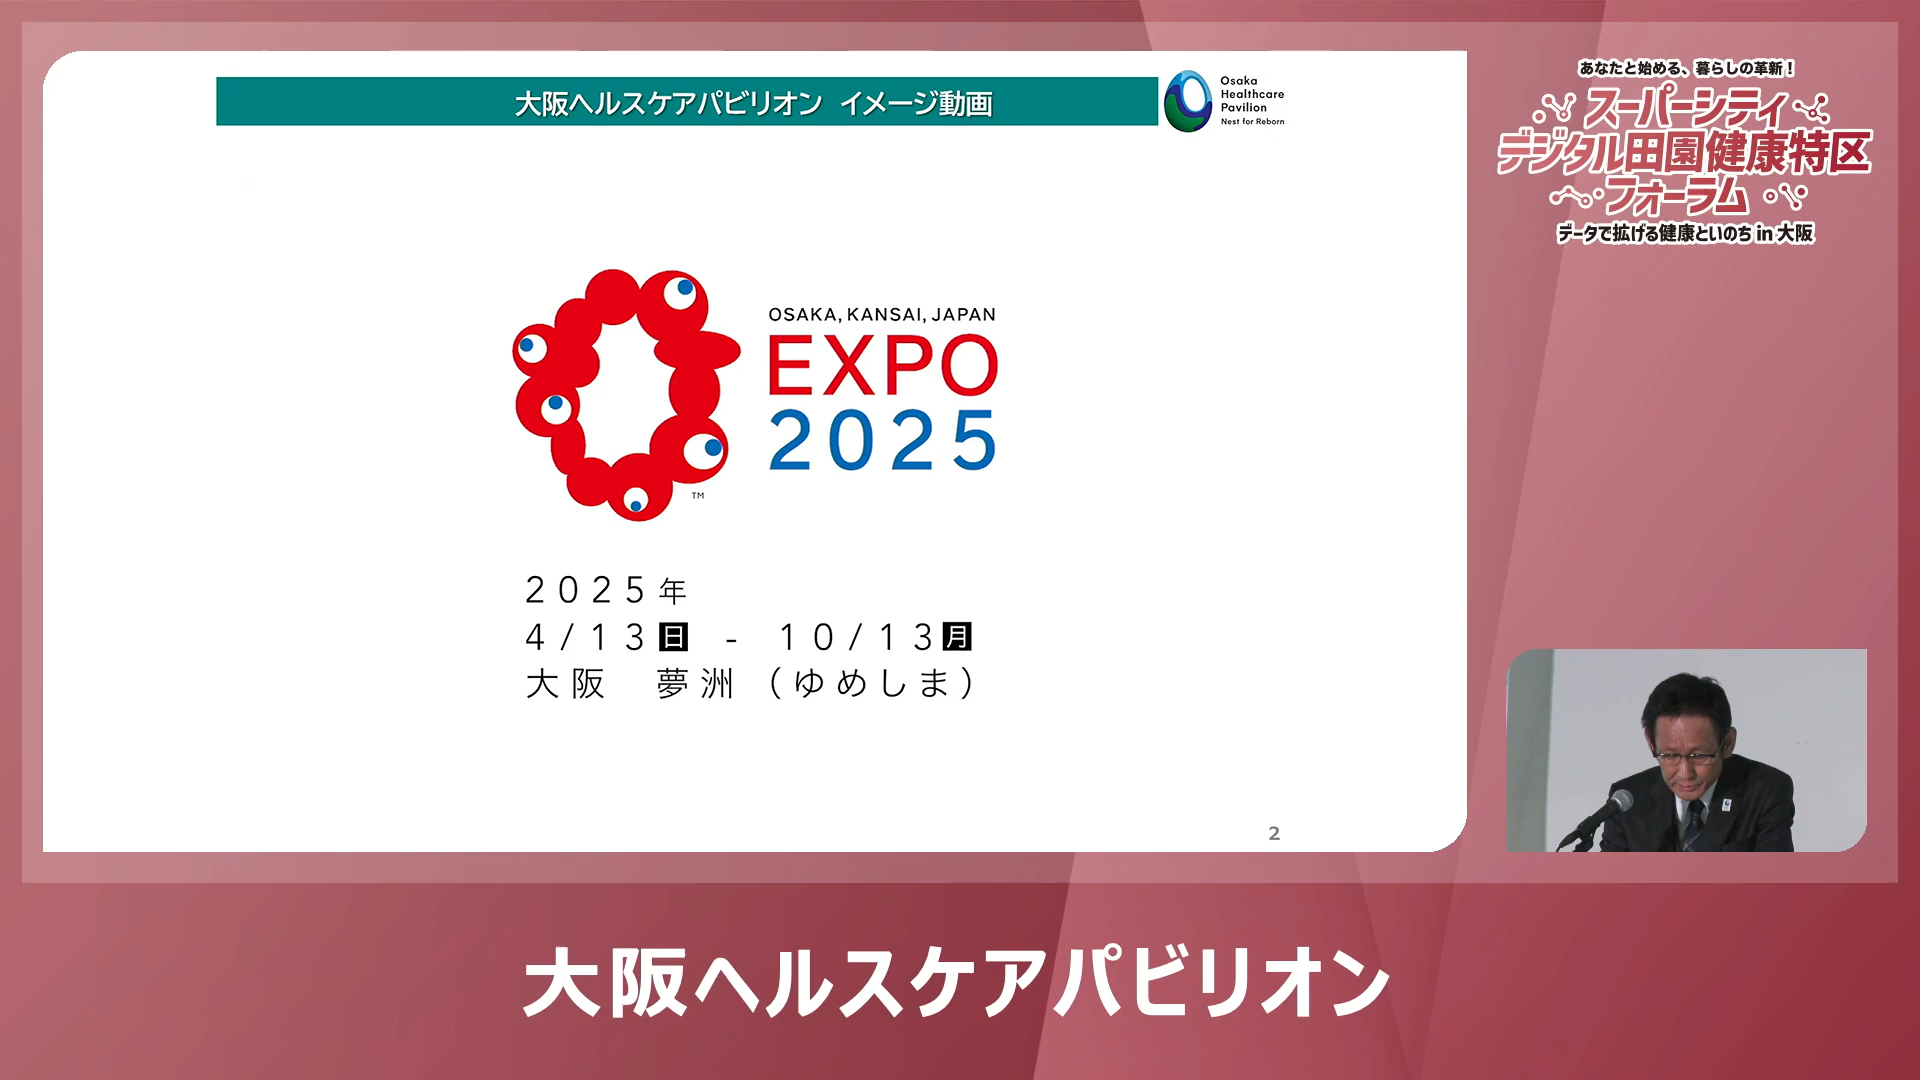 大阪ヘルスケアパビリオン イメージ動画
Osaka
Healthcare
Pavilion
Nest for Reborn
OSAKA, KANSAI, JAPAN
EXPO
2025
TM
2025年
4/13日 - 10/13月
大阪 夢洲（ゆめしま）
2
あなたと始める、暮らしの革新！
スーパーシティ
デジタル田園健康特区
フォーラム
データで拡げる健康といのち in 大阪
大阪ヘルスケアパビリオン